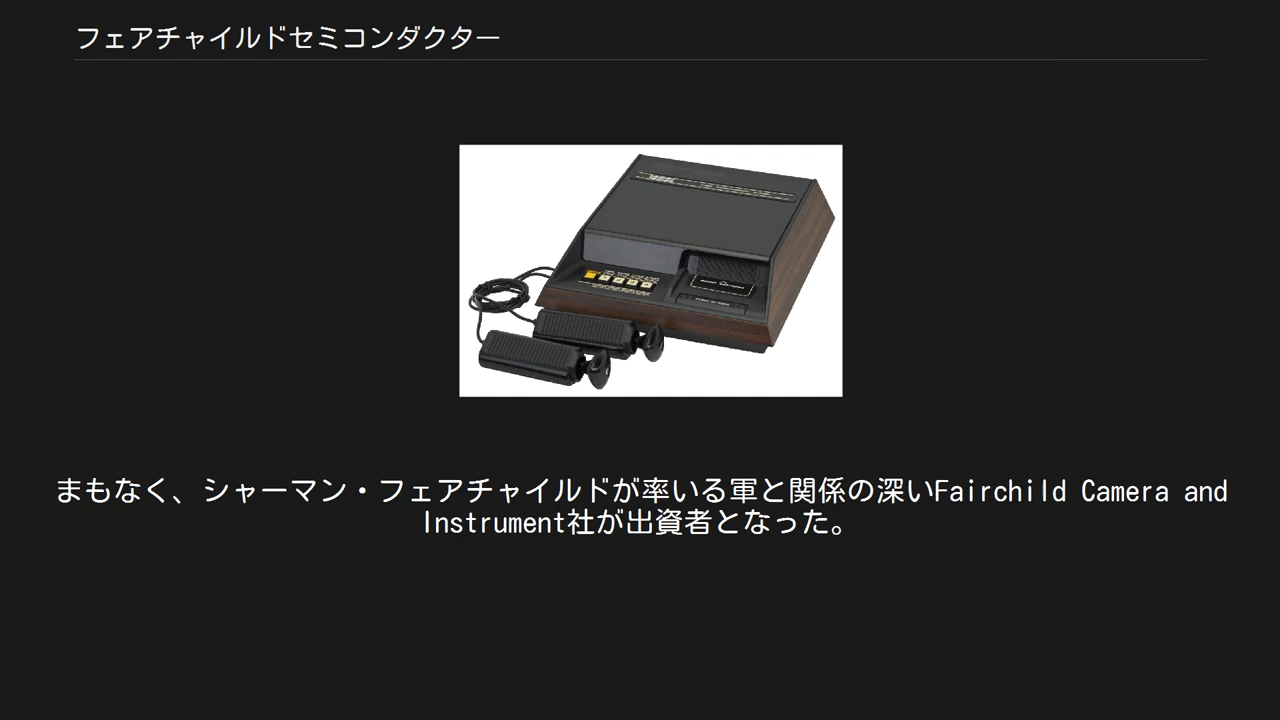 フェアチャイルドセミコンダクター
まもなく、シャーマン・フェアチャイルドが率いる軍と関係の深いFairchild Camera and
Instrument社が出資者となった。